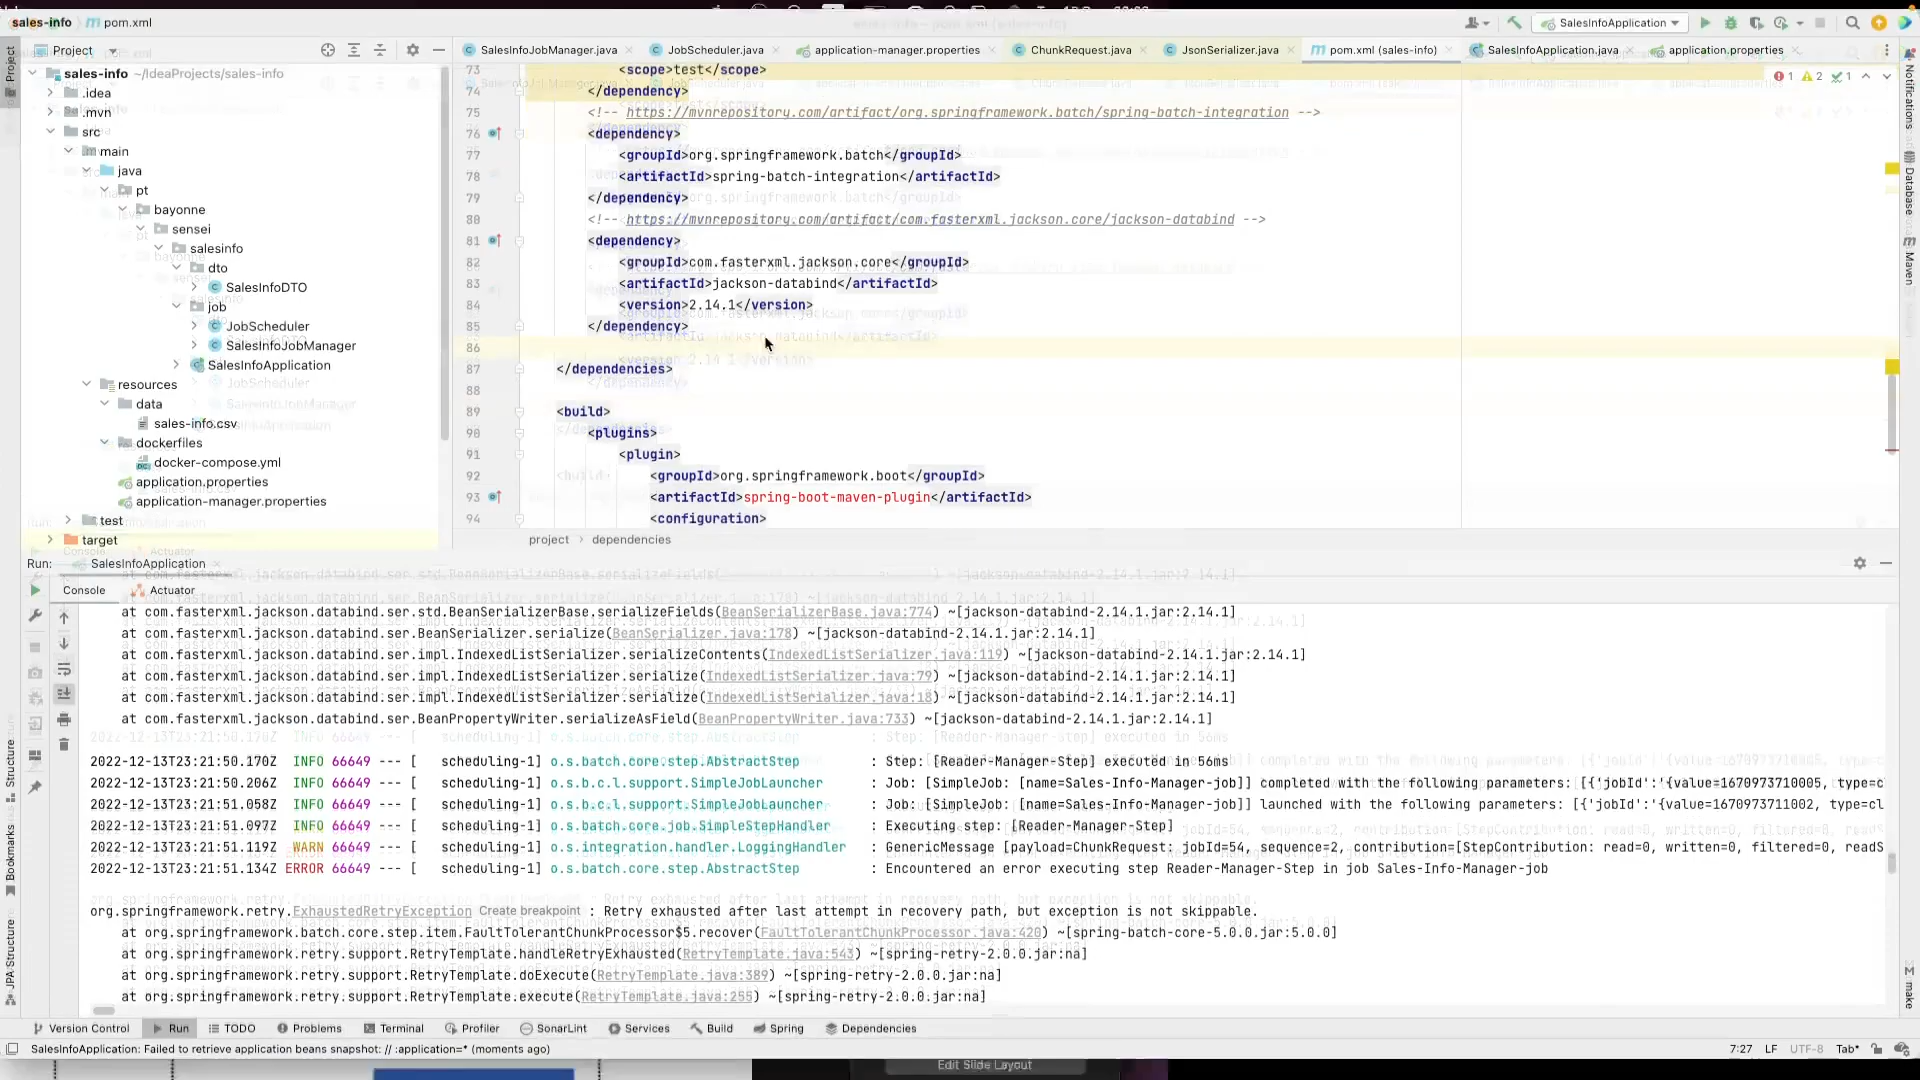 sales-info
pom.xml
SalesInfoApplication
Project
SalesInfoJobManager.java
JobScheduler.java
application-manager.properties
ChunkRequest.java
JsonSerializer.java
pom.xml (sales-info)
SalesInfoApplication.java
application.properties
sales-info ~/IdeaProjects/sales-info
.idea
.mvn
src
main
java
pt
bayonne
sensei
salesinfo
dto
SalesInfoDTO
job
JobScheduler
SalesInfoJobManager
SalesInfoApplication
resources
data
sales-info.csv
dockerfiles
docker-compose.yml
application.properties
application-manager.properties
test
target
1 2 1
73 <scope>test</scope>
74 </dependency>
75 <!-- https://mvnrepository.com/artifact/org.springframework.batch/spring-batch-integration -->
76 <dependency>
77 <groupId>org.springframework.batch</groupId>
78 <artifactId>spring-batch-integration</artifactId>
79 </dependency>
80 <!-- https://mvnrepository.com/artifact/com.fasterxml.jackson.core/jackson-databind -->
81 <dependency>
82 <groupId>com.fasterxml.jackson.core</groupId>
83 <artifactId>jackson-databind</artifactId>
84 <version>2.14.1</version>
85 </dependency>
86
87 </dependencies>
88
89 <build>
90 <plugins>
91 <plugin>
92 <groupId>org.springframework.boot</groupId>
93 <artifactId>spring-boot-maven-plugin</artifactId>
94 <configuration>
project > dependencies
Run: SalesInfoApplication
Console Actuator
at com.fasterxml.jackson.databind.ser.std.BeanSerializerBase.serializeFields(BeanSerializerBase.java:774) ~[jackson-databind-2.14.1.jar:2.14.1]
at com.fasterxml.jackson.databind.ser.BeanSerializer.serialize(BeanSerializer.java:178) ~[jackson-databind-2.14.1.jar:2.14.1]
at com.fasterxml.jackson.databind.ser.impl.IndexedListSerializer.serializeContents(IndexedListSerializer.java:119) ~[jackson-databind-2.14.1.jar:2.14.1]
at com.fasterxml.jackson.databind.ser.impl.IndexedListSerializer.serialize(IndexedListSerializer.java:79) ~[jackson-databind-2.14.1.jar:2.14.1]
at com.fasterxml.jackson.databind.ser.impl.IndexedListSerializer.serialize(IndexedListSerializer.java:18) ~[jackson-databind-2.14.1.jar:2.14.1]
at com.fasterxml.jackson.databind.ser.BeanPropertyWriter.serializeAsField(BeanPropertyWriter.java:733) ~[jackson-databind-2.14.1.jar:2.14.1]
2022-12-13T23:21:50.170Z INFO 66649 --- [ scheduling-1] o.s.batch.core.step.AbstractStep : Step: [Reader-Manager-Step] executed in 56ms
2022-12-13T23:21:50.206Z INFO 66649 --- [ scheduling-1] o.s.b.c.l.support.SimpleJobLauncher : Job: [SimpleJob: [name=Sales-Info-Manager-job]] completed with the following parameters: [{'jobId':'{value=1670973710005, type=c
2022-12-13T23:21:51.058Z INFO 66649 --- [ scheduling-1] o.s.b.c.l.support.SimpleJobLauncher : Job: [SimpleJob: [name=Sales-Info-Manager-job]] launched with the following parameters: [{'jobId':'{value=1670973711002, type=cl
2022-12-13T23:21:51.097Z INFO 66649 --- [ scheduling-1] o.s.batch.core.job.SimpleStepHandler : Executing step: [Reader-Manager-Step]
2022-12-13T23:21:51.119Z WARN 66649 --- [ scheduling-1] o.s.integration.handler.LoggingHandler : GenericMessage [payload=ChunkRequest: jobId=54, sequence=2, contribution=[StepContribution: read=0, written=0, filtered=0, readS
2022-12-13T23:21:51.134Z ERROR 66649 --- [ scheduling-1] o.s.batch.core.step.AbstractStep : Encountered an error executing step Reader-Manager-Step in job Sales-Info-Manager-job
org.springframework.retry.ExhaustedRetryException Create breakpoint : Retry exhausted after last attempt in recovery path, but exception is not skippable.
at org.springframework.batch.core.step.item.FaultTolerantChunkProcessor$5.recover(FaultTolerantChunkProcessor.java:420) ~[spring-batch-core-5.0.0.jar:5.0.0]
at org.springframework.retry.support.RetryTemplate.handleRetryExhausted(RetryTemplate.java:543) ~[spring-retry-2.0.0.jar:na]
at org.springframework.retry.support.RetryTemplate.doExecute(RetryTemplate.java:389) ~[spring-retry-2.0.0.jar:na]
at org.springframework.retry.support.RetryTemplate.execute(RetryTemplate.java:255) ~[spring-retry-2.0.0.jar:na]
Version Control Run TODO Problems Terminal Profiler SonarLint Services Build Spring Dependencies
SalesInfoApplication: Failed to retrieve application beans snapshot: // :application=* (moments ago)
7:27 LF UTF-8 Tab*
Edit Slide Layout
Project
Structure
Bookmarks
JPA Structure
Notifications
Database
Maven
make